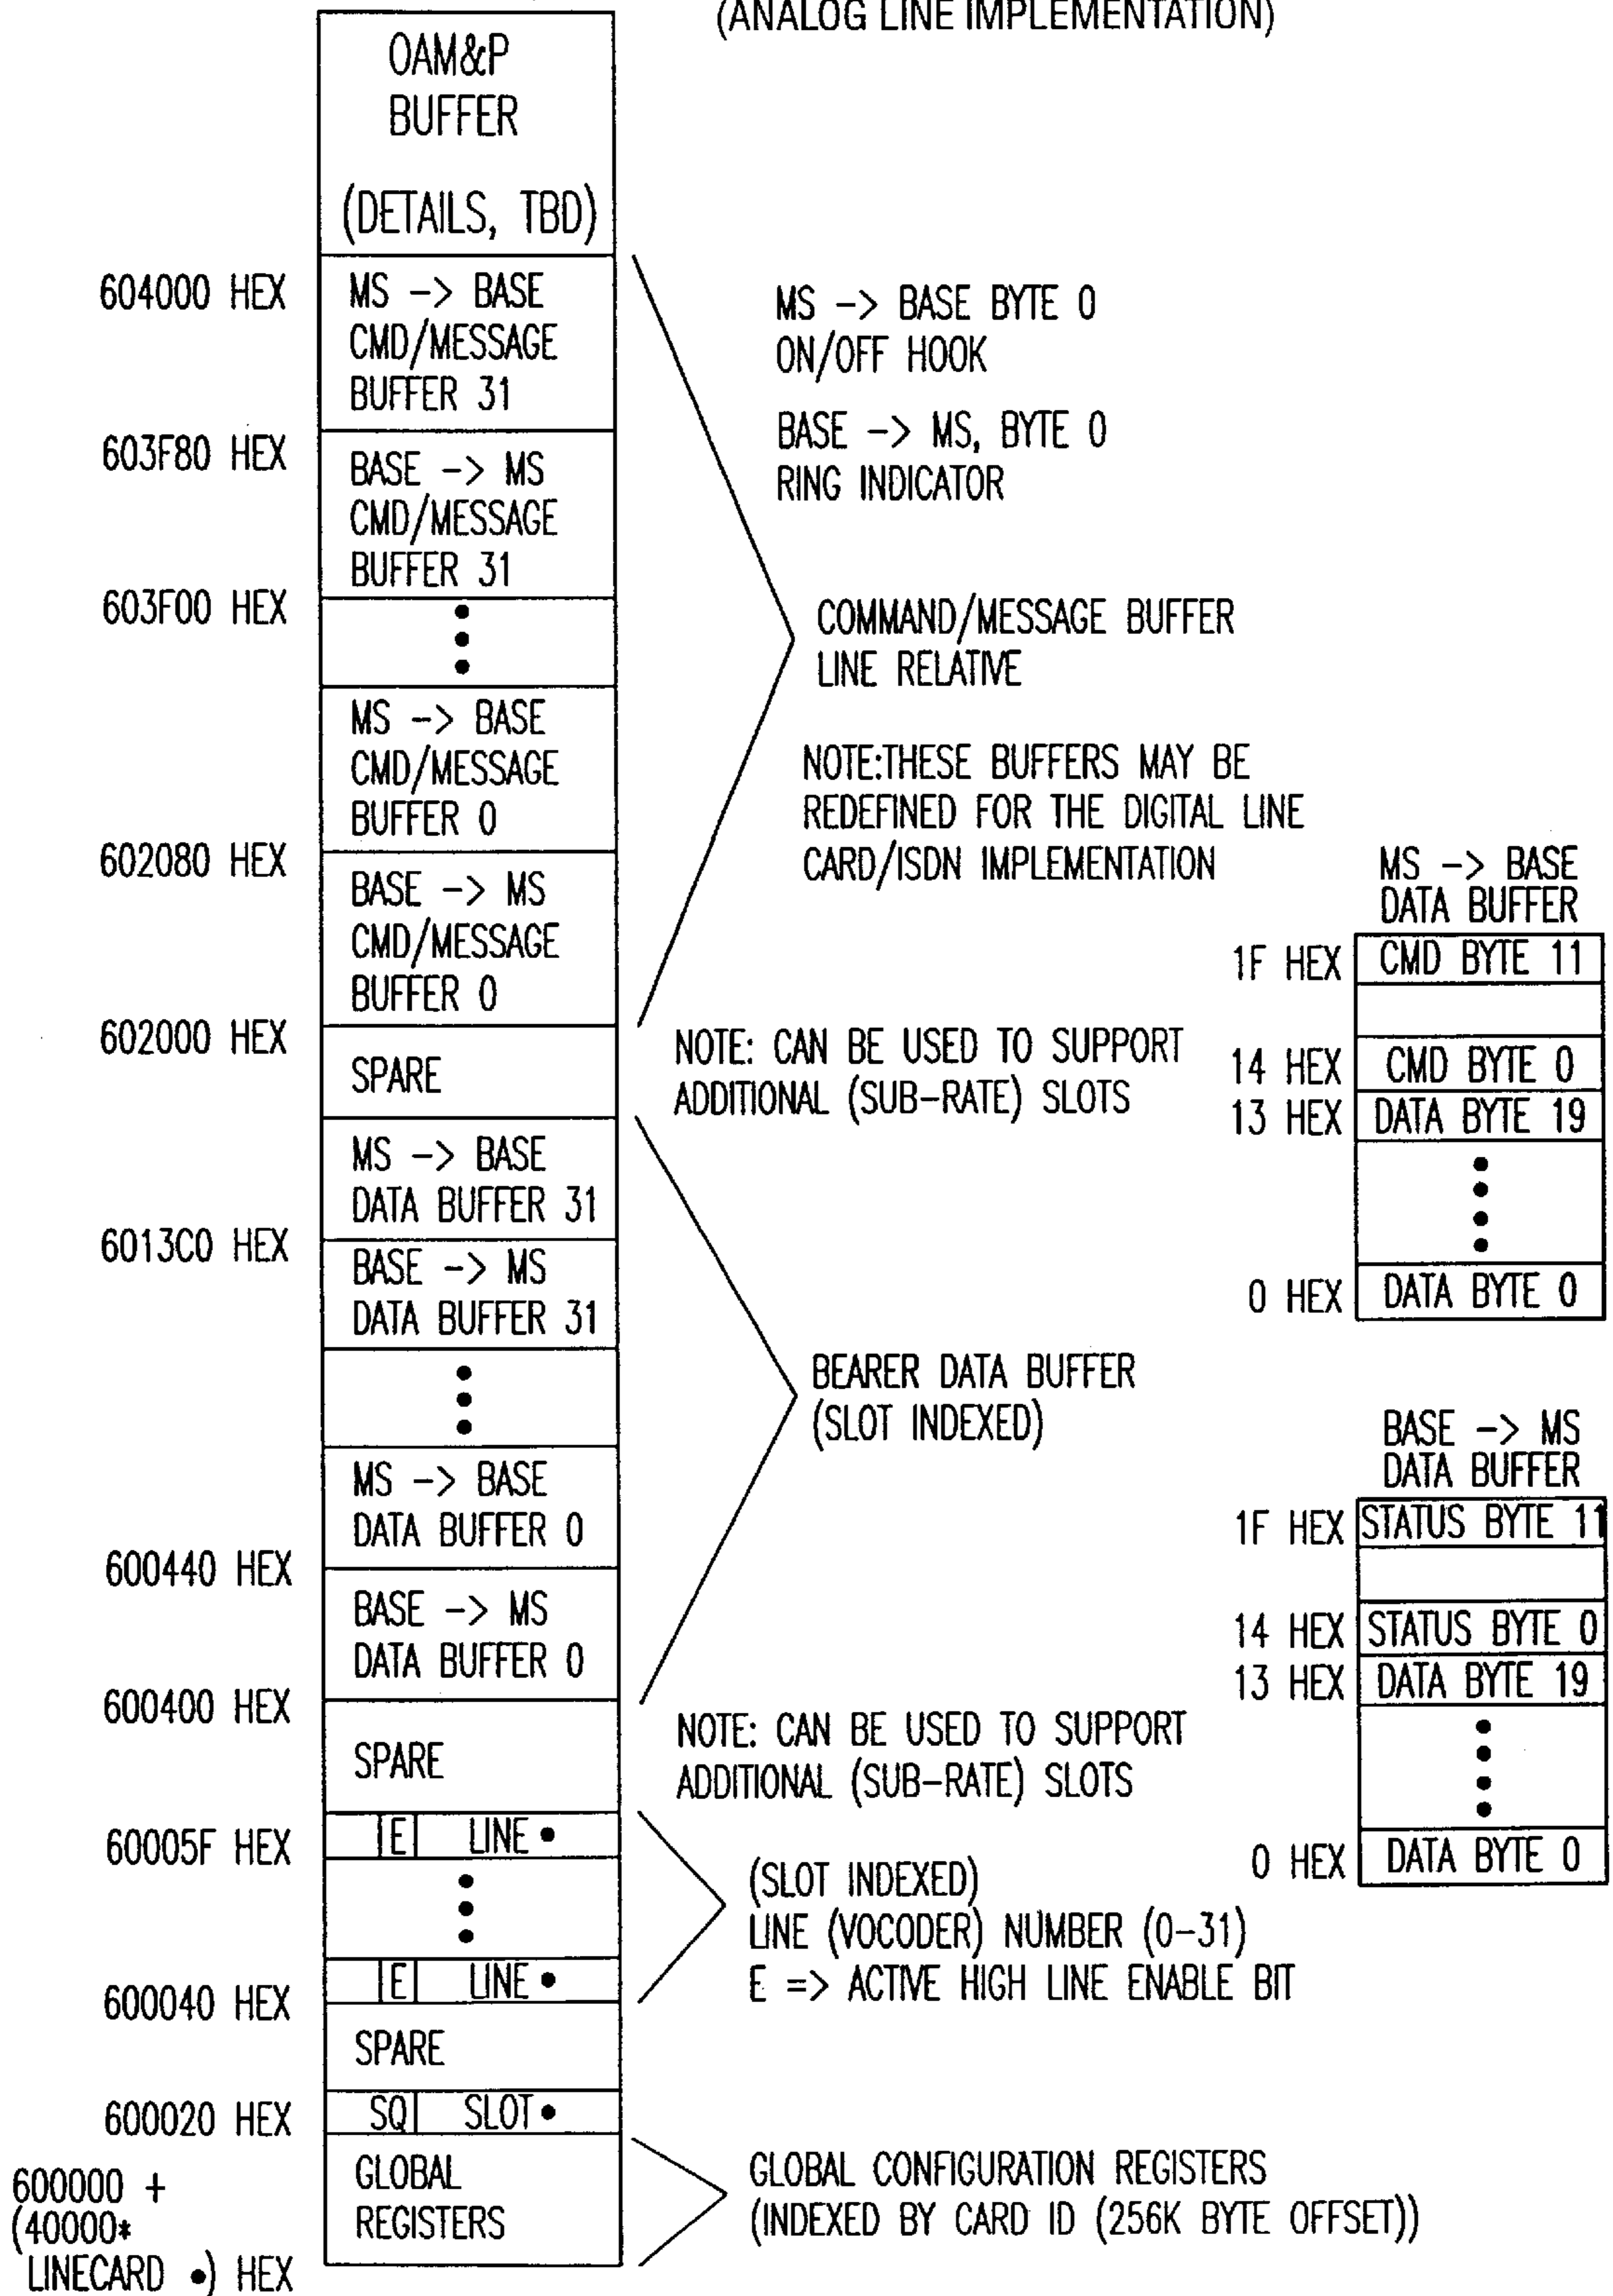 (ANALOG LINE IMPLEMENTATION)
OAM&P
BUFFER
(DETAILS, TBD)
604000 HEX
MS -> BASE
CMD/MESSAGE
BUFFER 31
MS -> BASE BYTE 0
ON/OFF HOOK
BASE -> MS, BYTE 0
RING INDICATOR
603F80 HEX
BASE -> MS
CMD/MESSAGE
BUFFER 31
603F00 HEX
COMMAND/MESSAGE BUFFER
LINE RELATIVE
MS -> BASE
CMD/MESSAGE
BUFFER 0
NOTE:THESE BUFFERS MAY BE
REDEFINED FOR THE DIGITAL LINE
CARD/ISDN IMPLEMENTATION
602080 HEX
BASE -> MS
CMD/MESSAGE
BUFFER 0
602000 HEX
SPARE
NOTE: CAN BE USED TO SUPPORT
ADDITIONAL (SUB-RATE) SLOTS
MS -> BASE
DATA BUFFER
1F HEX CMD BYTE 11
14 HEX CMD BYTE 0
13 HEX DATA BYTE 19
0 HEX DATA BYTE 0
MS -> BASE
DATA BUFFER 31
6013C0 HEX
BASE -> MS
DATA BUFFER 31
BEARER DATA BUFFER
(SLOT INDEXED)
MS -> BASE
DATA BUFFER 0
600440 HEX
BASE -> MS
DATA BUFFER 0
600400 HEX
BASE -> MS
DATA BUFFER
1F HEX STATUS BYTE 11
14 HEX STATUS BYTE 0
13 HEX DATA BYTE 19
0 HEX DATA BYTE 0
SPARE
NOTE: CAN BE USED TO SUPPORT
ADDITIONAL (SUB-RATE) SLOTS
60005F HEX
E LINE •
(SLOT INDEXED)
LINE (VOCODER) NUMBER (0-31)
E => ACTIVE HIGH LINE ENABLE BIT
E LINE •
600040 HEX
SPARE
600020 HEX
SQ SLOT •
GLOBAL
REGISTERS
GLOBAL CONFIGURATION REGISTERS
(INDEXED BY CARD ID (256K BYTE OFFSET))
600000 +
(40000*
LINECARD •) HEX